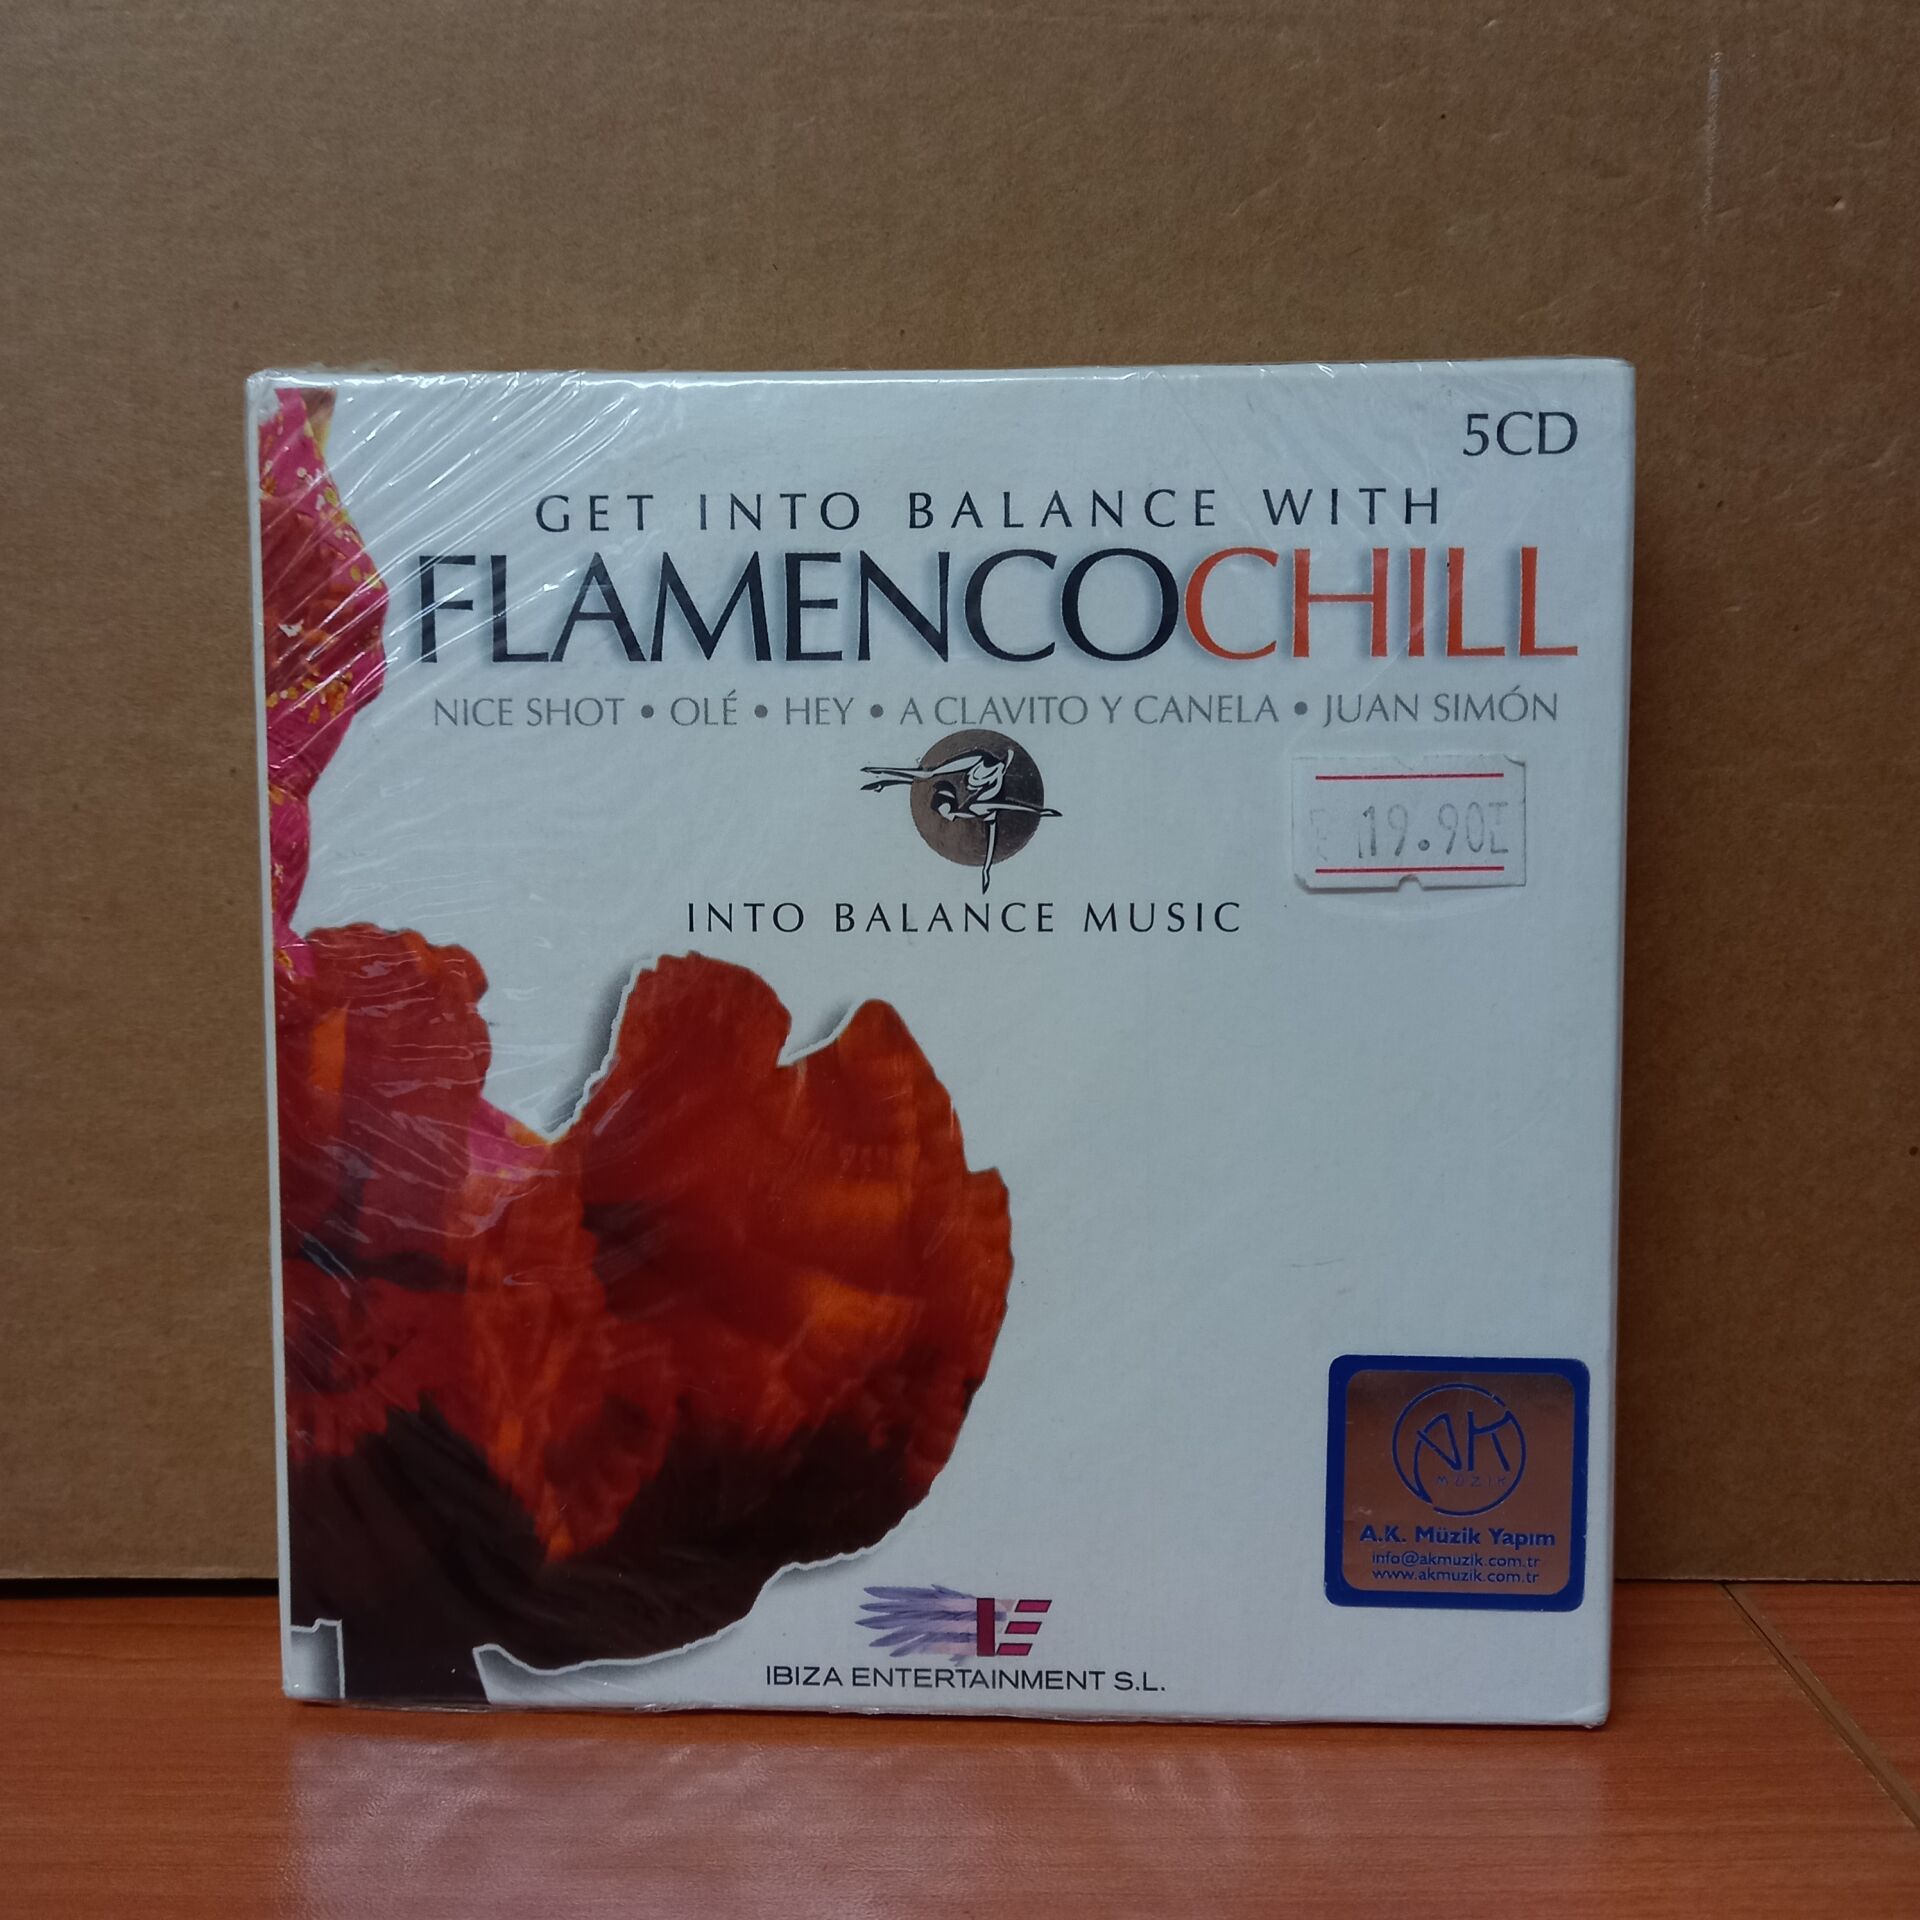 5CD
GET INTO BALANCE WITH
FLAMENCOCHILL
NICE SHOT • OLÉ • HEY • A CLAVITO Y CANELA • JUAN SIMÓN
19.90
INTO BALANCE MUSIC
AK
MÜZİK
A.K. Müzik Yapım
info@akmuzik.com.tr
www.akmuzik.com.tr
IE
IBIZA ENTERTAINMENT S.L.